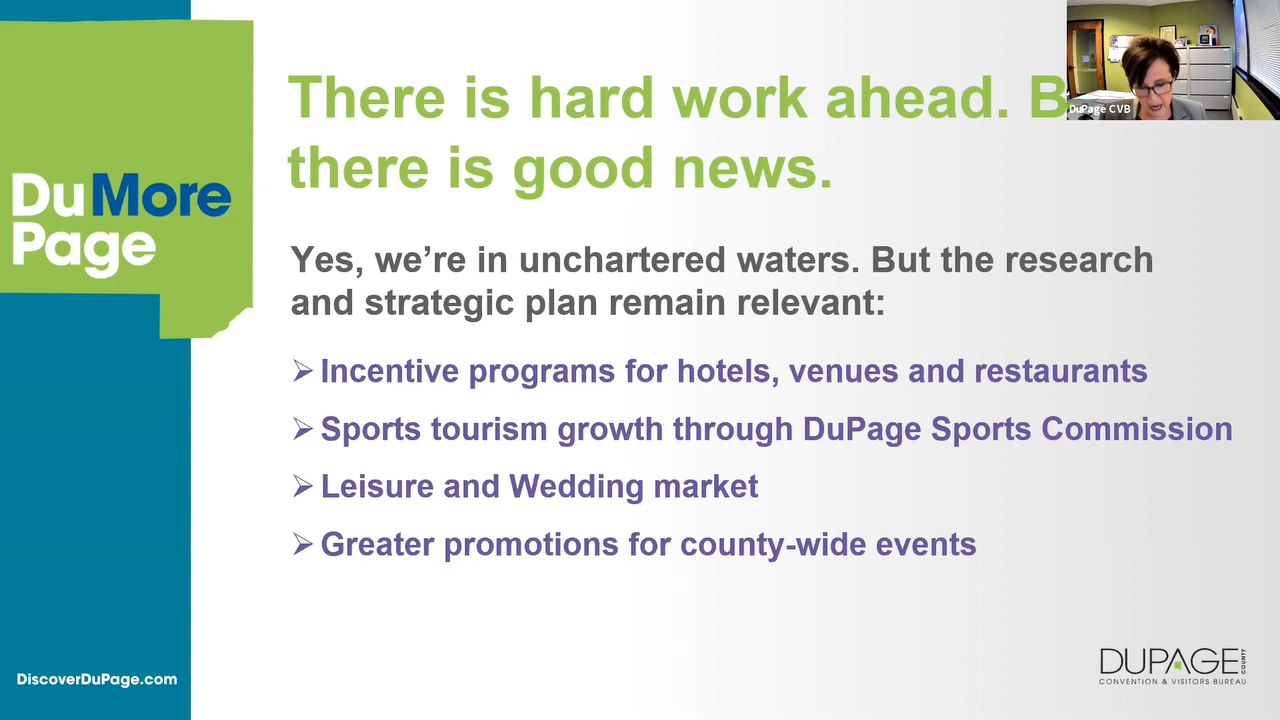 There is hard work ahead. B
there is good news.
DuPage CVB
DuMore
Page
Yes, we’re in unchartered waters. But the research
and strategic plan remain relevant:
➢ Incentive programs for hotels, venues and restaurants
➢ Sports tourism growth through DuPage Sports Commission
➢ Leisure and Wedding market
➢ Greater promotions for county-wide events
DiscoverDuPage.com
DUPAGE
COUNTY
CONVENTION & VISITORS BUREAU